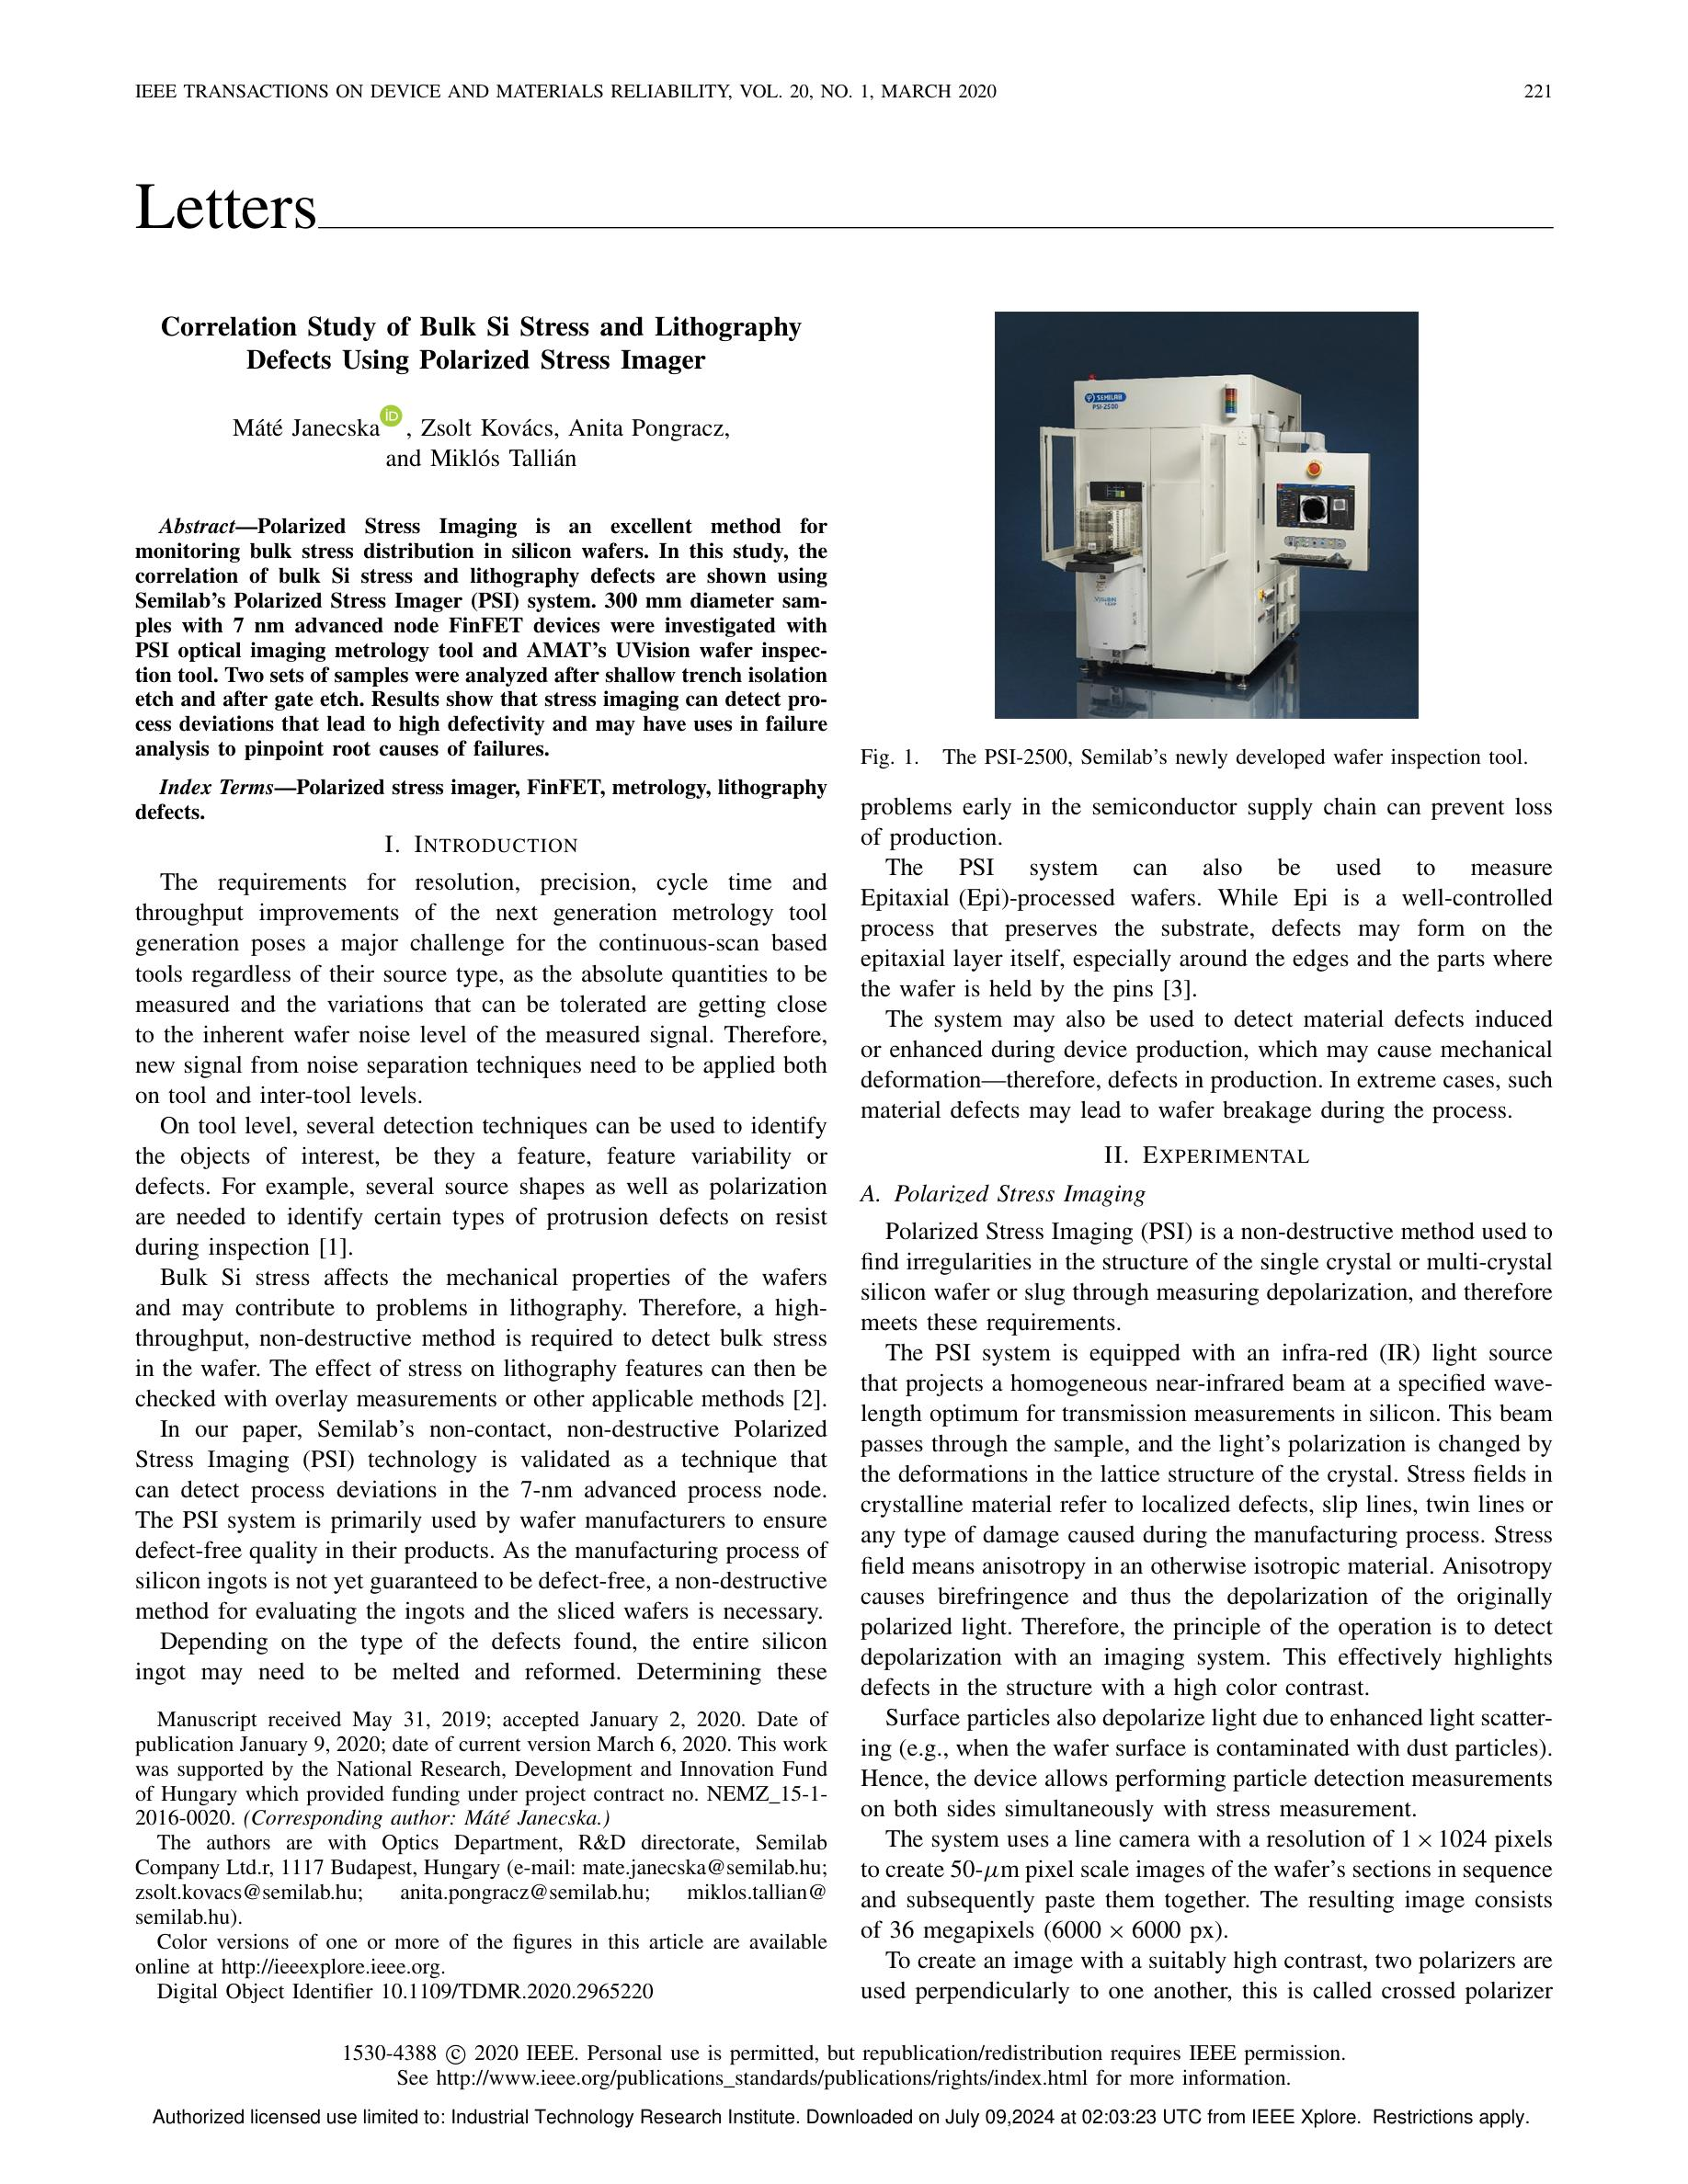 IEEE TRANSACTIONS ON DEVICE AND MATERIALS RELIABILITY, VOL. 20, NO. 1, MARCH 2020
221
Letters
Correlation Study of Bulk Si Stress and Lithography
Defects Using Polarized Stress Imager
Máté Janecska iD , Zsolt Kovács, Anita Pongracz,
and Miklós Tallián
Abstract—Polarized Stress Imaging is an excellent method for
monitoring bulk stress distribution in silicon wafers. In this study, the
correlation of bulk Si stress and lithography defects are shown using
Semilab's Polarized Stress Imager (PSI) system. 300 mm diameter sam-
ples with 7 nm advanced node FinFET devices were investigated with
PSI optical imaging metrology tool and AMAT's UVision wafer inspec-
tion tool. Two sets of samples were analyzed after shallow trench isolation
etch and after gate etch. Results show that stress imaging can detect pro-
cess deviations that lead to high defectivity and may have uses in failure
analysis to pinpoint root causes of failures.
Index Terms—Polarized stress imager, FinFET, metrology, lithography
defects.
I. INTRODUCTION
The requirements for resolution, precision, cycle time and
throughput improvements of the next generation metrology tool
generation poses a major challenge for the continuous-scan based
tools regardless of their source type, as the absolute quantities to be
measured and the variations that can be tolerated are getting close
to the inherent wafer noise level of the measured signal. Therefore,
new signal from noise separation techniques need to be applied both
on tool and inter-tool levels.
On tool level, several detection techniques can be used to identify
the objects of interest, be they a feature, feature variability or
defects. For example, several source shapes as well as polarization
are needed to identify certain types of protrusion defects on resist
during inspection [1].
Bulk Si stress affects the mechanical properties of the wafers
and may contribute to problems in lithography. Therefore, a high-
throughput, non-destructive method is required to detect bulk stress
in the wafer. The effect of stress on lithography features can then be
checked with overlay measurements or other applicable methods [2].
In our paper, Semilab's non-contact, non-destructive Polarized
Stress Imaging (PSI) technology is validated as a technique that
can detect process deviations in the 7-nm advanced process node.
The PSI system is primarily used by wafer manufacturers to ensure
defect-free quality in their products. As the manufacturing process of
silicon ingots is not yet guaranteed to be defect-free, a non-destructive
method for evaluating the ingots and the sliced wafers is necessary.
Depending on the type of the defects found, the entire silicon
ingot may need to be melted and reformed. Determining these
Manuscript received May 31, 2019; accepted January 2, 2020. Date of
publication January 9, 2020; date of current version March 6, 2020. This work
was supported by the National Research, Development and Innovation Fund
of Hungary which provided funding under project contract no. NEMZ_15-1-
2016-0020. (Corresponding author: Máté Janecska.)
The authors are with Optics Department, R&D directorate, Semilab
Company Ltd.r, 1117 Budapest, Hungary (e-mail: mate.janecska@semilab.hu;
zsolt.kovacs@semilab.hu; anita.pongracz@semilab.hu; miklos.tallian@
semilab.hu).
Color versions of one or more of the figures in this article are available
online at http://ieeexplore.ieee.org.
Digital Object Identifier 10.1109/TDMR.2020.2965220
SEMILAB
PSI-2500
Fig. 1. The PSI-2500, Semilab's newly developed wafer inspection tool.
problems early in the semiconductor supply chain can prevent loss
of production.
The PSI system can also be used to measure
Epitaxial (Epi)-processed wafers. While Epi is a well-controlled
process that preserves the substrate, defects may form on the
epitaxial layer itself, especially around the edges and the parts where
the wafer is held by the pins [3].
The system may also be used to detect material defects induced
or enhanced during device production, which may cause mechanical
deformation—therefore, defects in production. In extreme cases, such
material defects may lead to wafer breakage during the process.
II. EXPERIMENTAL
A. Polarized Stress Imaging
Polarized Stress Imaging (PSI) is a non-destructive method used to
find irregularities in the structure of the single crystal or multi-crystal
silicon wafer or slug through measuring depolarization, and therefore
meets these requirements.
The PSI system is equipped with an infra-red (IR) light source
that projects a homogeneous near-infrared beam at a specified wave-
length optimum for transmission measurements in silicon. This beam
passes through the sample, and the light's polarization is changed by
the deformations in the lattice structure of the crystal. Stress fields in
crystalline material refer to localized defects, slip lines, twin lines or
any type of damage caused during the manufacturing process. Stress
field means anisotropy in an otherwise isotropic material. Anisotropy
causes birefringence and thus the depolarization of the originally
polarized light. Therefore, the principle of the operation is to detect
depolarization with an imaging system. This effectively highlights
defects in the structure with a high color contrast.
Surface particles also depolarize light due to enhanced light scatter-
ing (e.g., when the wafer surface is contaminated with dust particles).
Hence, the device allows performing particle detection measurements
on both sides simultaneously with stress measurement.
The system uses a line camera with a resolution of 1 × 1024 pixels
to create 50-μm pixel scale images of the wafer's sections in sequence
and subsequently paste them together. The resulting image consists
of 36 megapixels (6000 × 6000 px).
To create an image with a suitably high contrast, two polarizers are
used perpendicularly to one another, this is called crossed polarizer
1530-4388 © 2020 IEEE. Personal use is permitted, but republication/redistribution requires IEEE permission.
See http://www.ieee.org/publications_standards/publications/rights/index.html for more information.
Authorized licensed use limited to: Industrial Technology Research Institute. Downloaded on July 09,2024 at 02:03:23 UTC from IEEE Xplore. Restrictions apply.